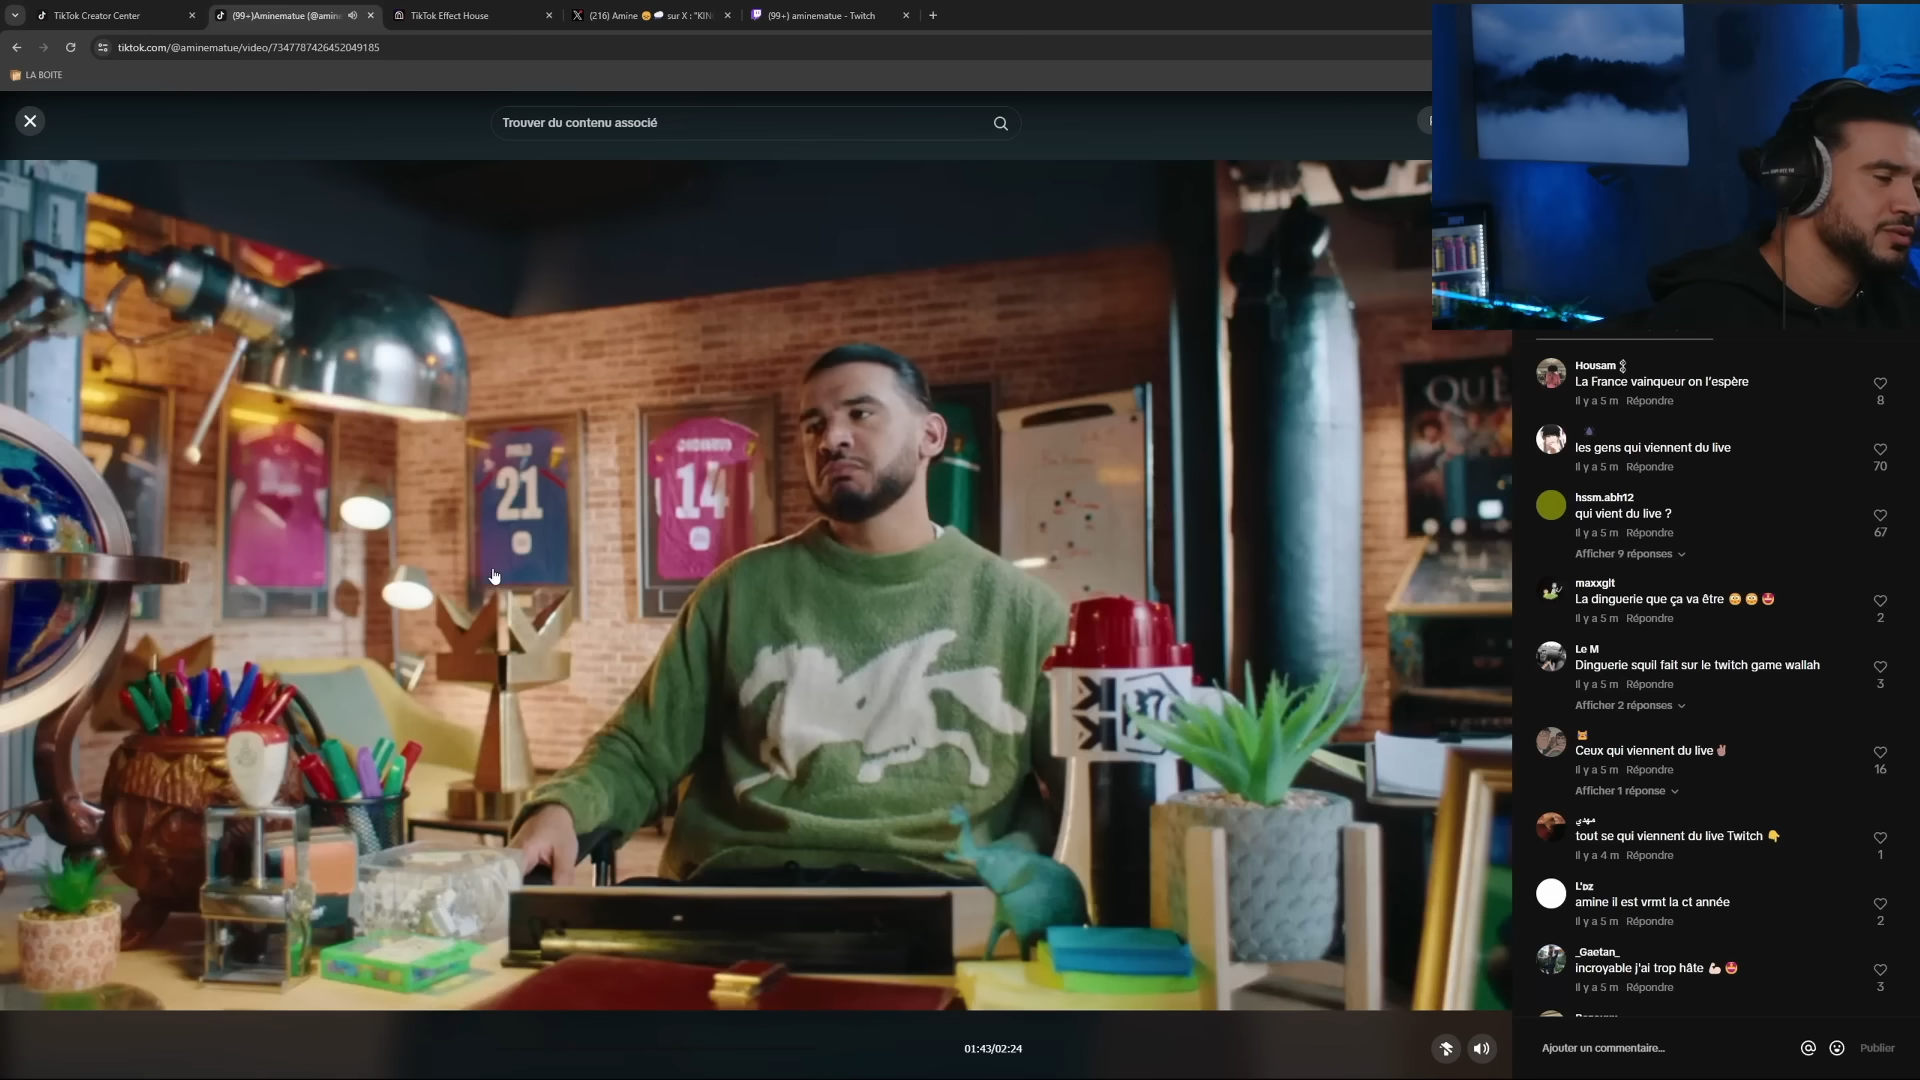 TikTok Creator Center
(99+)Aminematue (@amin
TikTok Effect House
(216) Amine 😡☁️ sur X : "KIN
(99+) aminematue - Twitch
tiktok.com/@aminematue/video/7347787426452049185
LA BOITE
Trouver du contenu associé
QUÉ
21
14
Housam
La France vainqueur on l'espère
Il y a 5 m Répondre
8
les gens qui viennent du live
Il y a 5 m Répondre
70
hssm.abh12
qui vient du live ?
Il y a 5 m Répondre
67
Afficher 9 réponses
maxxglt
La dinguerie que ça va être 😳😳🤩
Il y a 5 m Répondre
2
Le M
Dinguerie squil fait sur le twitch game wallah
Il y a 5 m Répondre
3
Afficher 2 réponses
Ceux qui viennent du live✌🏽
Il y a 5 m Répondre
16
Afficher 1 réponse
مهدي
tout se qui viennent du live Twitch 👇
Il y a 4 m Répondre
1
L'ᴅᴢ
amine il est vrmt la ct année
Il y a 5 m Répondre
2
_Gaetan_
incroyable j'ai trop hâte 💪🏻🤩
Il y a 5 m Répondre
3
01:43/02:24
Ajouter un commentaire...
Publier